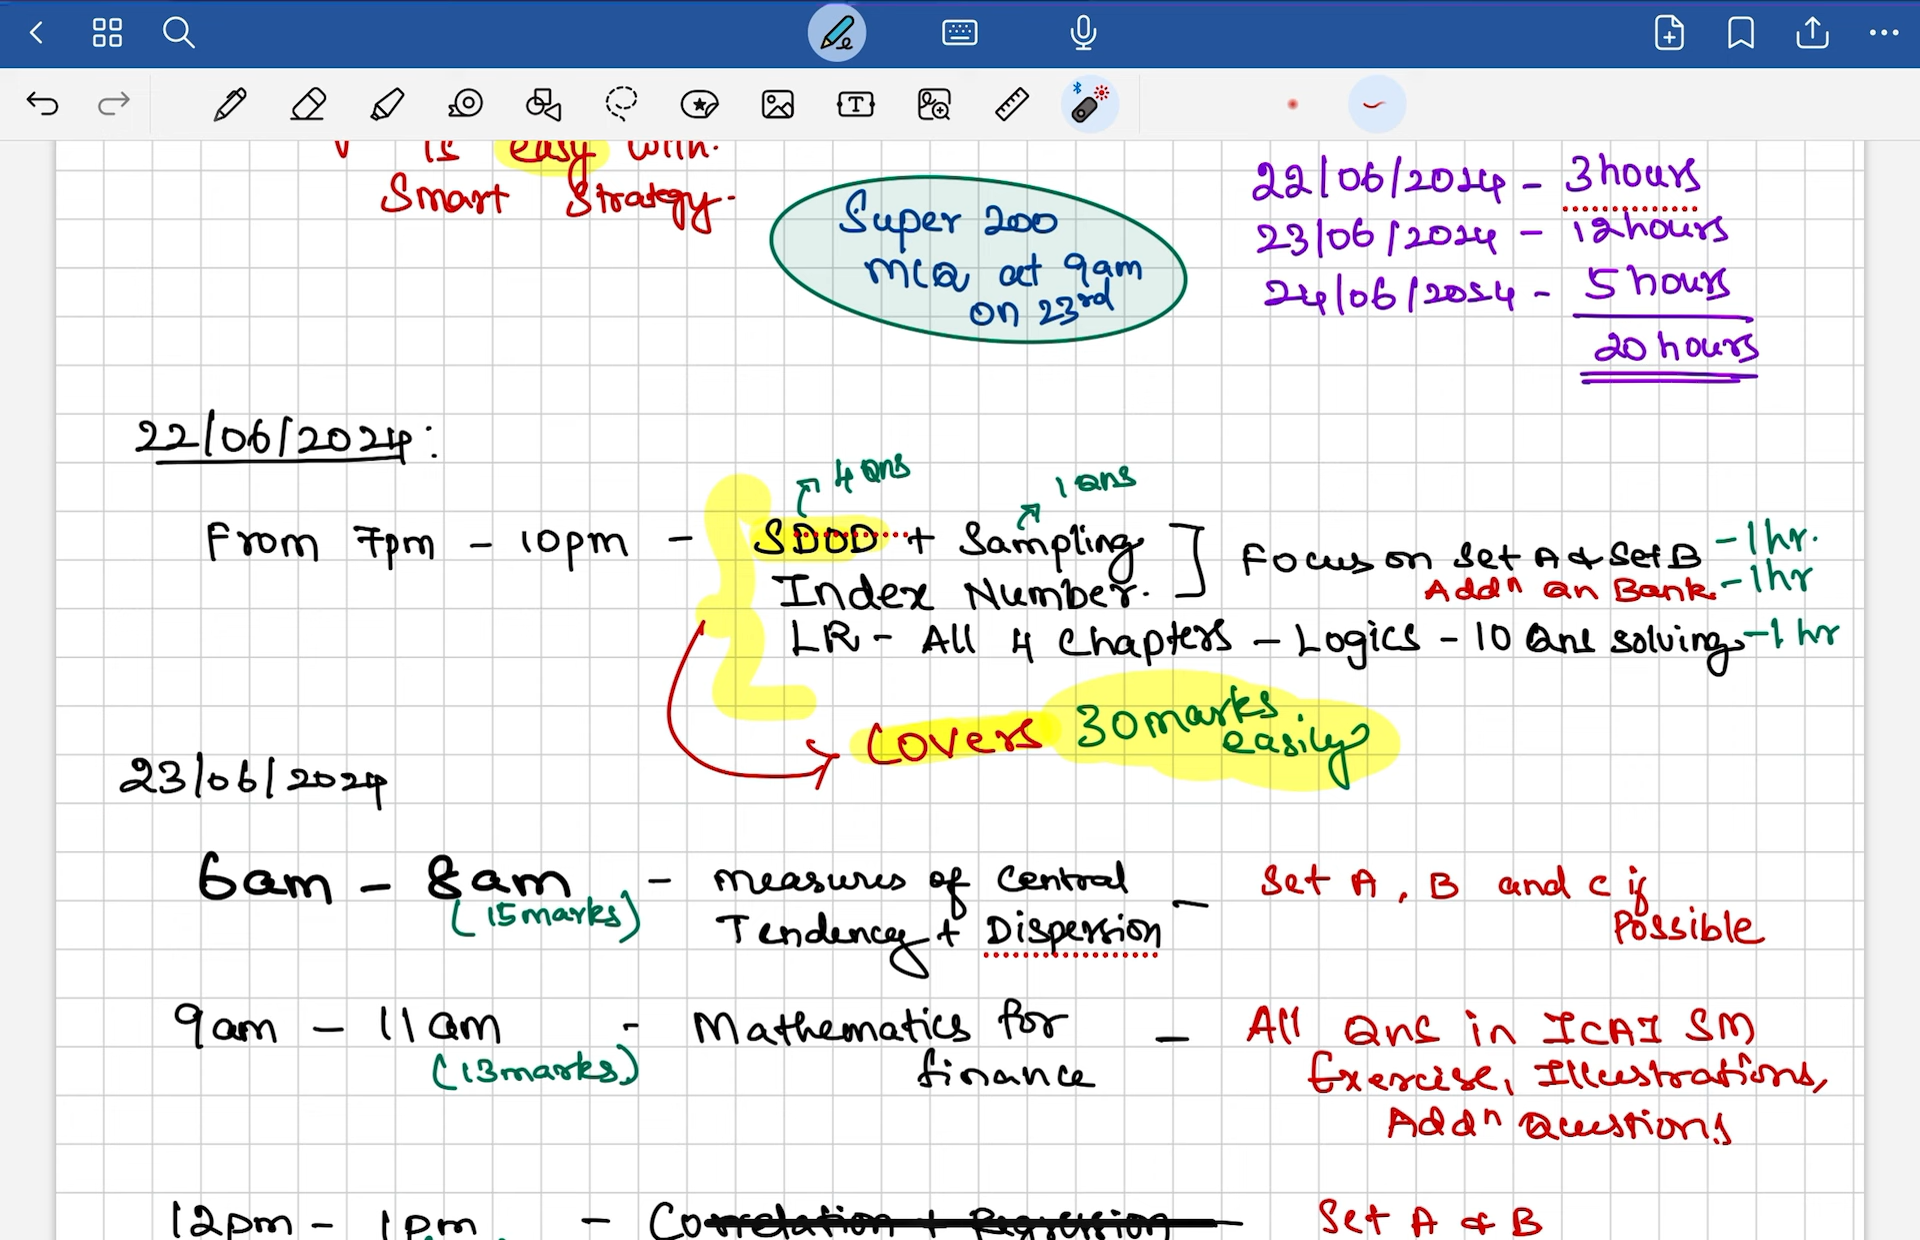 is easy with
Smart Strategy.
Super 200
MCQ at 9am
on 23rd
22/06/2024 - 3 hours
23/06/2024 - 12 hours
24/06/2024 - 5 hours
20 hours
22/06/2024 :
4 Qns
1 Qns
From 7pm - 10pm - SDOD + Sampling
Index Number.
Focus on Set A & Set B - 1 hr.
Addn Qn Bank - 1 hr
LR - All 4 Chapters - Logics - 10 Qns solving - 1 hr
Covers 30 marks
easily
23/06/2024
6am - 8am - Measures of Central
(15 marks)
Tendency + Dispersion - Set A, B and C if
Possible
9am - 11am - Mathematics for
(13 marks)
finance - All Qns in ICAI SM
Exercise, Illustrations,
Addn Questions
12pm - 1pm - Correlation + Regression
Set A & B